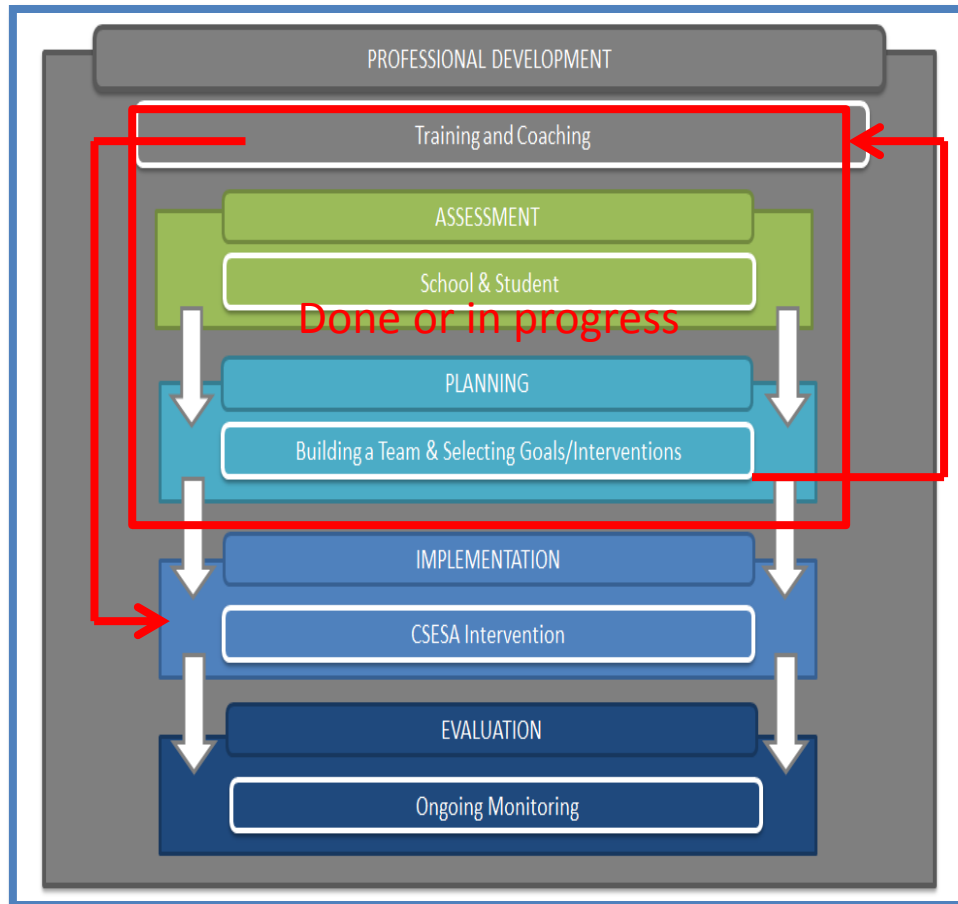 PROFESSIONAL DEVELOPMENT
Training and Coaching
ASSESSMENT
School & Student
Done or in progress
PLANNING
Building a Team & Selecting Goals/Interventions
IMPLEMENTATION
CSESA Intervention
EVALUATION
Ongoing Monitoring